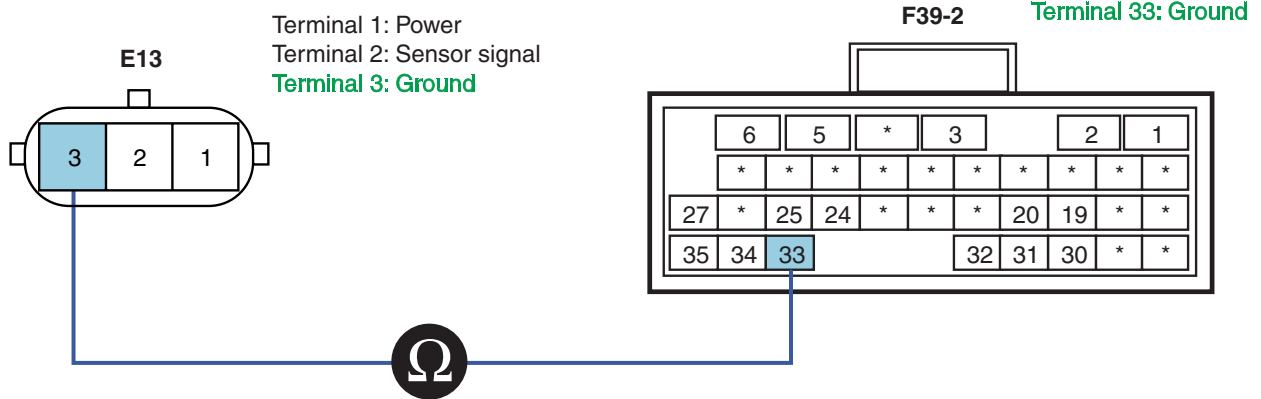 F39-2
Terminal 33: Ground
Terminal 1: Power
Terminal 2: Sensor signal
Terminal 3: Ground
E13
3 2 1
6 5 * 3 2 1
* * * * * * * * * *
27 * 25 24 * * * 20 19 * *
35 34 33 32 31 30 * *
Ω